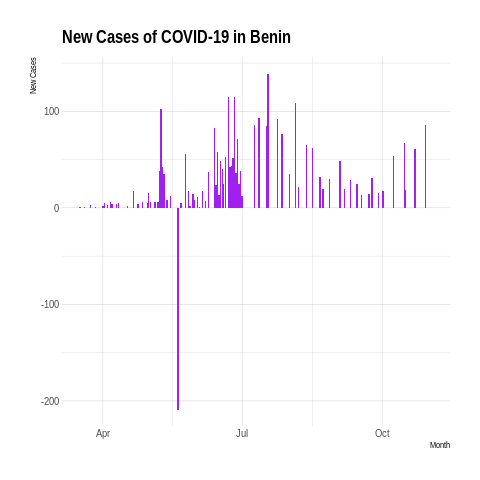 New Cases of COVID-19 in Benin
New Cases
100
0
-100
-200
Apr
Jul
Oct
Month